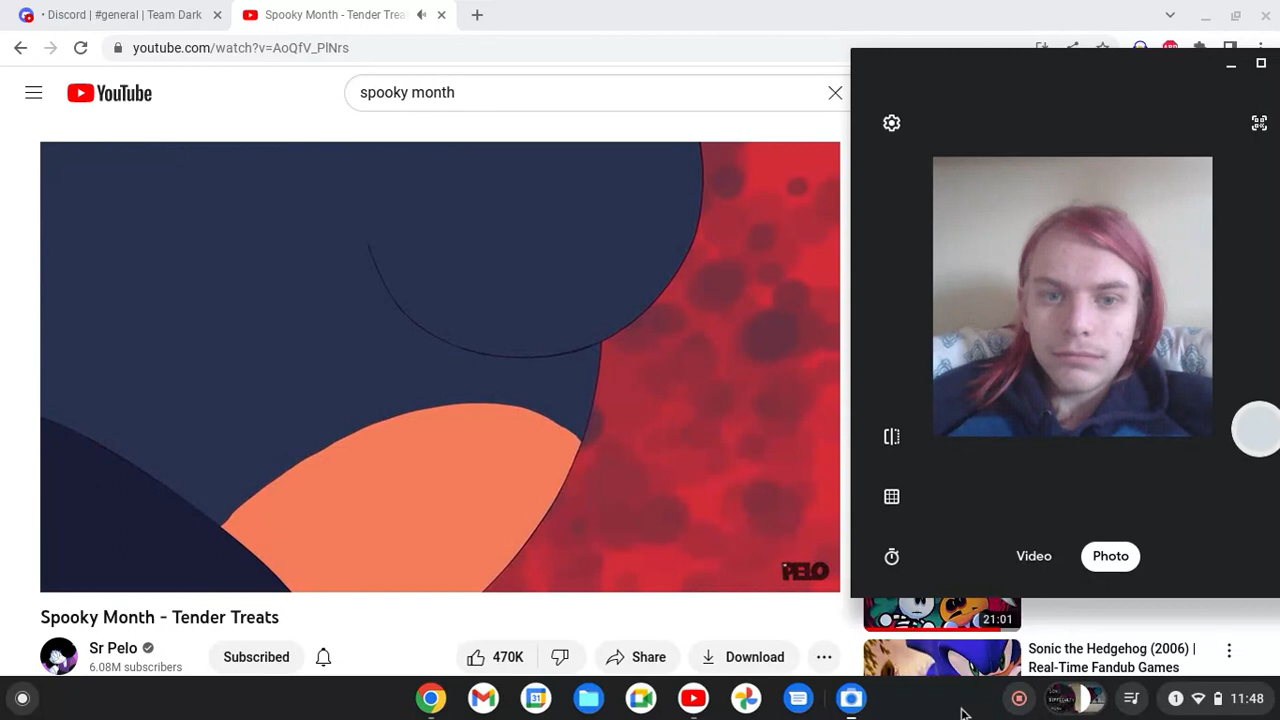 • Discord | #general | Team Dark
Spooky Month - Tender Trea
youtube.com/watch?v=AoQfV_PlNrs
YouTube
spooky month
PELO
Video
Photo
Spooky Month - Tender Treats
21:01
Sr Pelo
6.08M subscribers
Subscribed
470K
Share
Download
Sonic the Hedgehog (2006) |
Real-Time Fandub Games
1
11:48